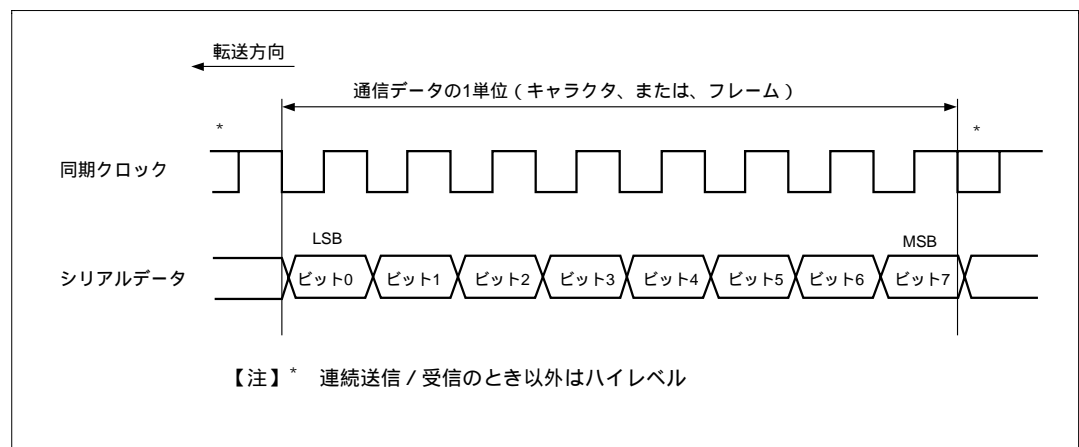 転送方向
通信データの1単位(キャラクタ、または、フレーム)
* *
同期クロック
LSB MSB
シリアルデータ ビット0 ビット1 ビット2 ビット3 ビット4 ビット5 ビット6 ビット7
【注】* 連続送信/受信のとき以外はハイレベル